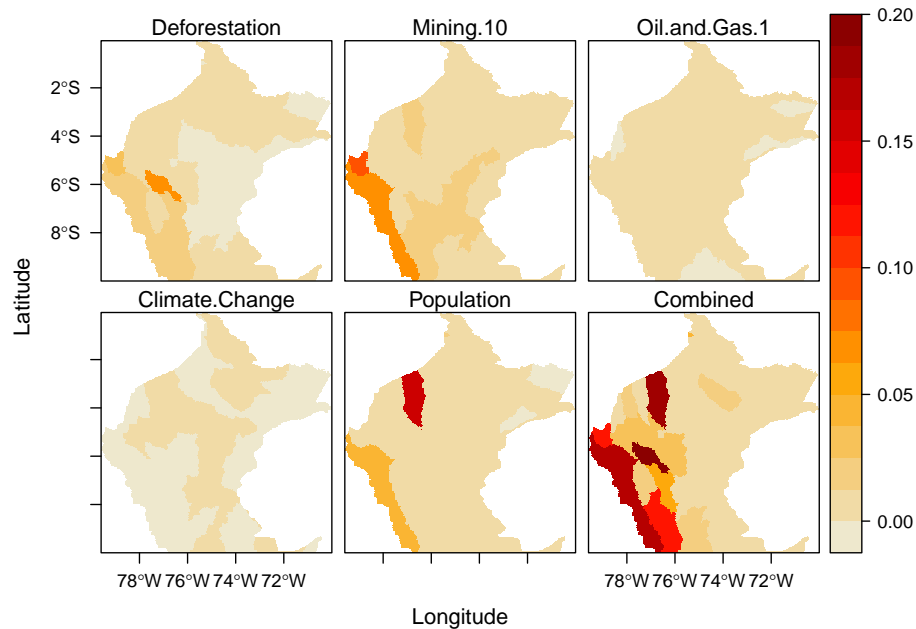 Deforestation Mining.10 Oil.and.Gas.1
2°S
4°S
6°S
8°S
Latitude
Climate.Change Population Combined
78°W 76°W 74°W 72°W 78°W 76°W 74°W 72°W
Longitude
0.20
0.15
0.10
0.05
0.00